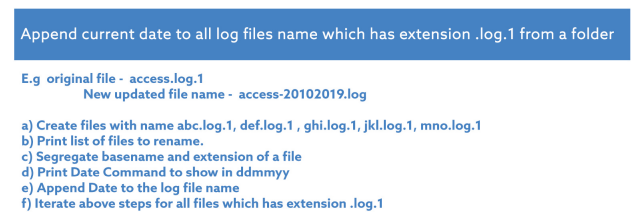 Append current date to all log files name which has extension .log.1 from a folder
E.g original file - access.log.1
New updated file name - access-20102019.log
a) Create files with name abc.log.1, def.log.1 , ghi.log.1, jkl.log.1, mno.log.1
b) Print list of files to rename.
c) Segregate basename and extension of a file
d) Print Date Command to show in ddmmyy
e) Append Date to the log file name
f) Iterate above steps for all files which has extension .log.1